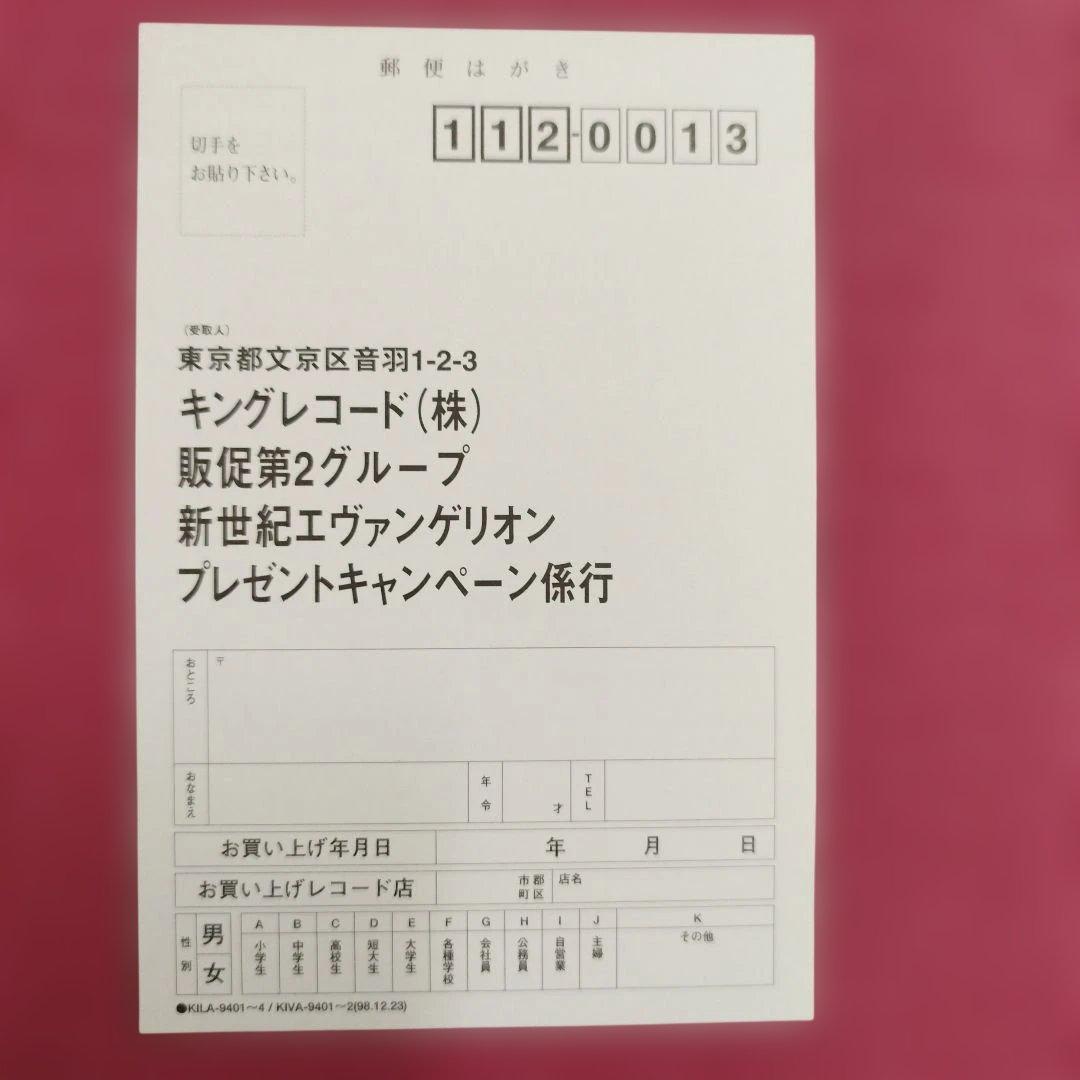 郵便はがき
切手を
お貼り下さい。
112-0013
（受取人）
東京都文京区音羽1-2-3
キングレコード（株）
販促第2グループ
新世紀エヴァンゲリオン
プレゼントキャンペーン係行
おところ
〒
おなまえ
年令
才
TEL
お買い上げ年月日
年 月 日
お買い上げレコード店
市郡
町区
店名
性別
男
女
A 小学生
B 中学生
C 高校生
D 短大生
E 大学生
F 各種学校
G 会社員
H 公務員
I 自営業
J 主婦
K その他
●KILA-9401〜4 / KIVA-9401〜2(98.12.23)